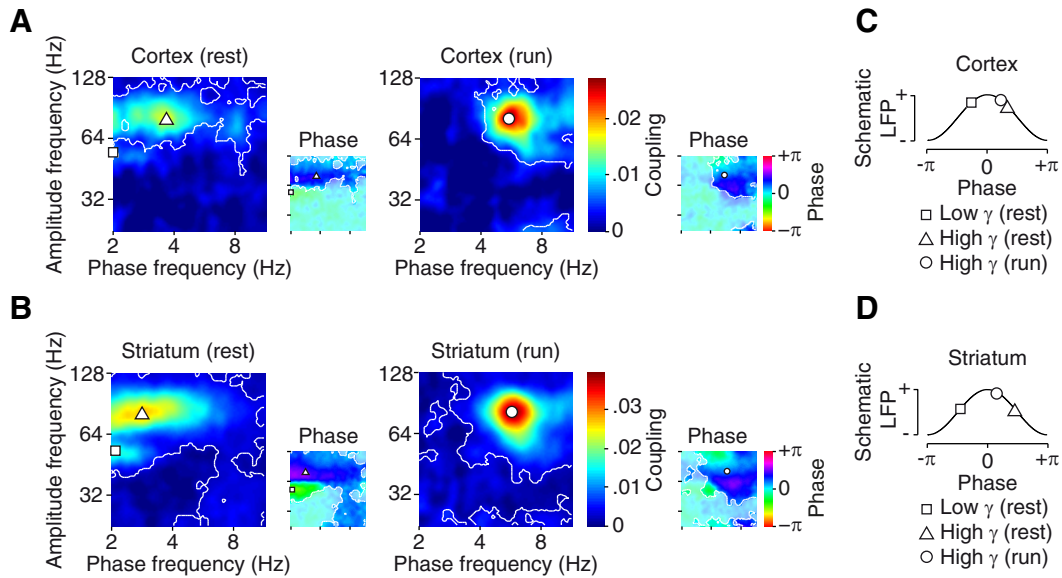 A
Cortex (rest)
Amplitude frequency (Hz)
128
64
32
2 4 8
Phase frequency (Hz)
Phase
Cortex (run)
2 4 8
Phase frequency (Hz)
.02
.01
0
Coupling
Phase
+π
0
−π
C
Cortex
Schematic
LFP
+
-
-π 0 +π
Phase
Low γ (rest)
High γ (rest)
High γ (run)
B
Striatum (rest)
Amplitude frequency (Hz)
128
64
32
2 4 8
Phase frequency (Hz)
Phase
Striatum (run)
128
64
32
2 4 8
Phase frequency (Hz)
.03
.02
.01
0
Coupling
Phase
Phase
+π
0
−π
D
Striatum
Schematic
LFP
+
-
-π 0 +π
Phase
Low γ (rest)
High γ (rest)
High γ (run)